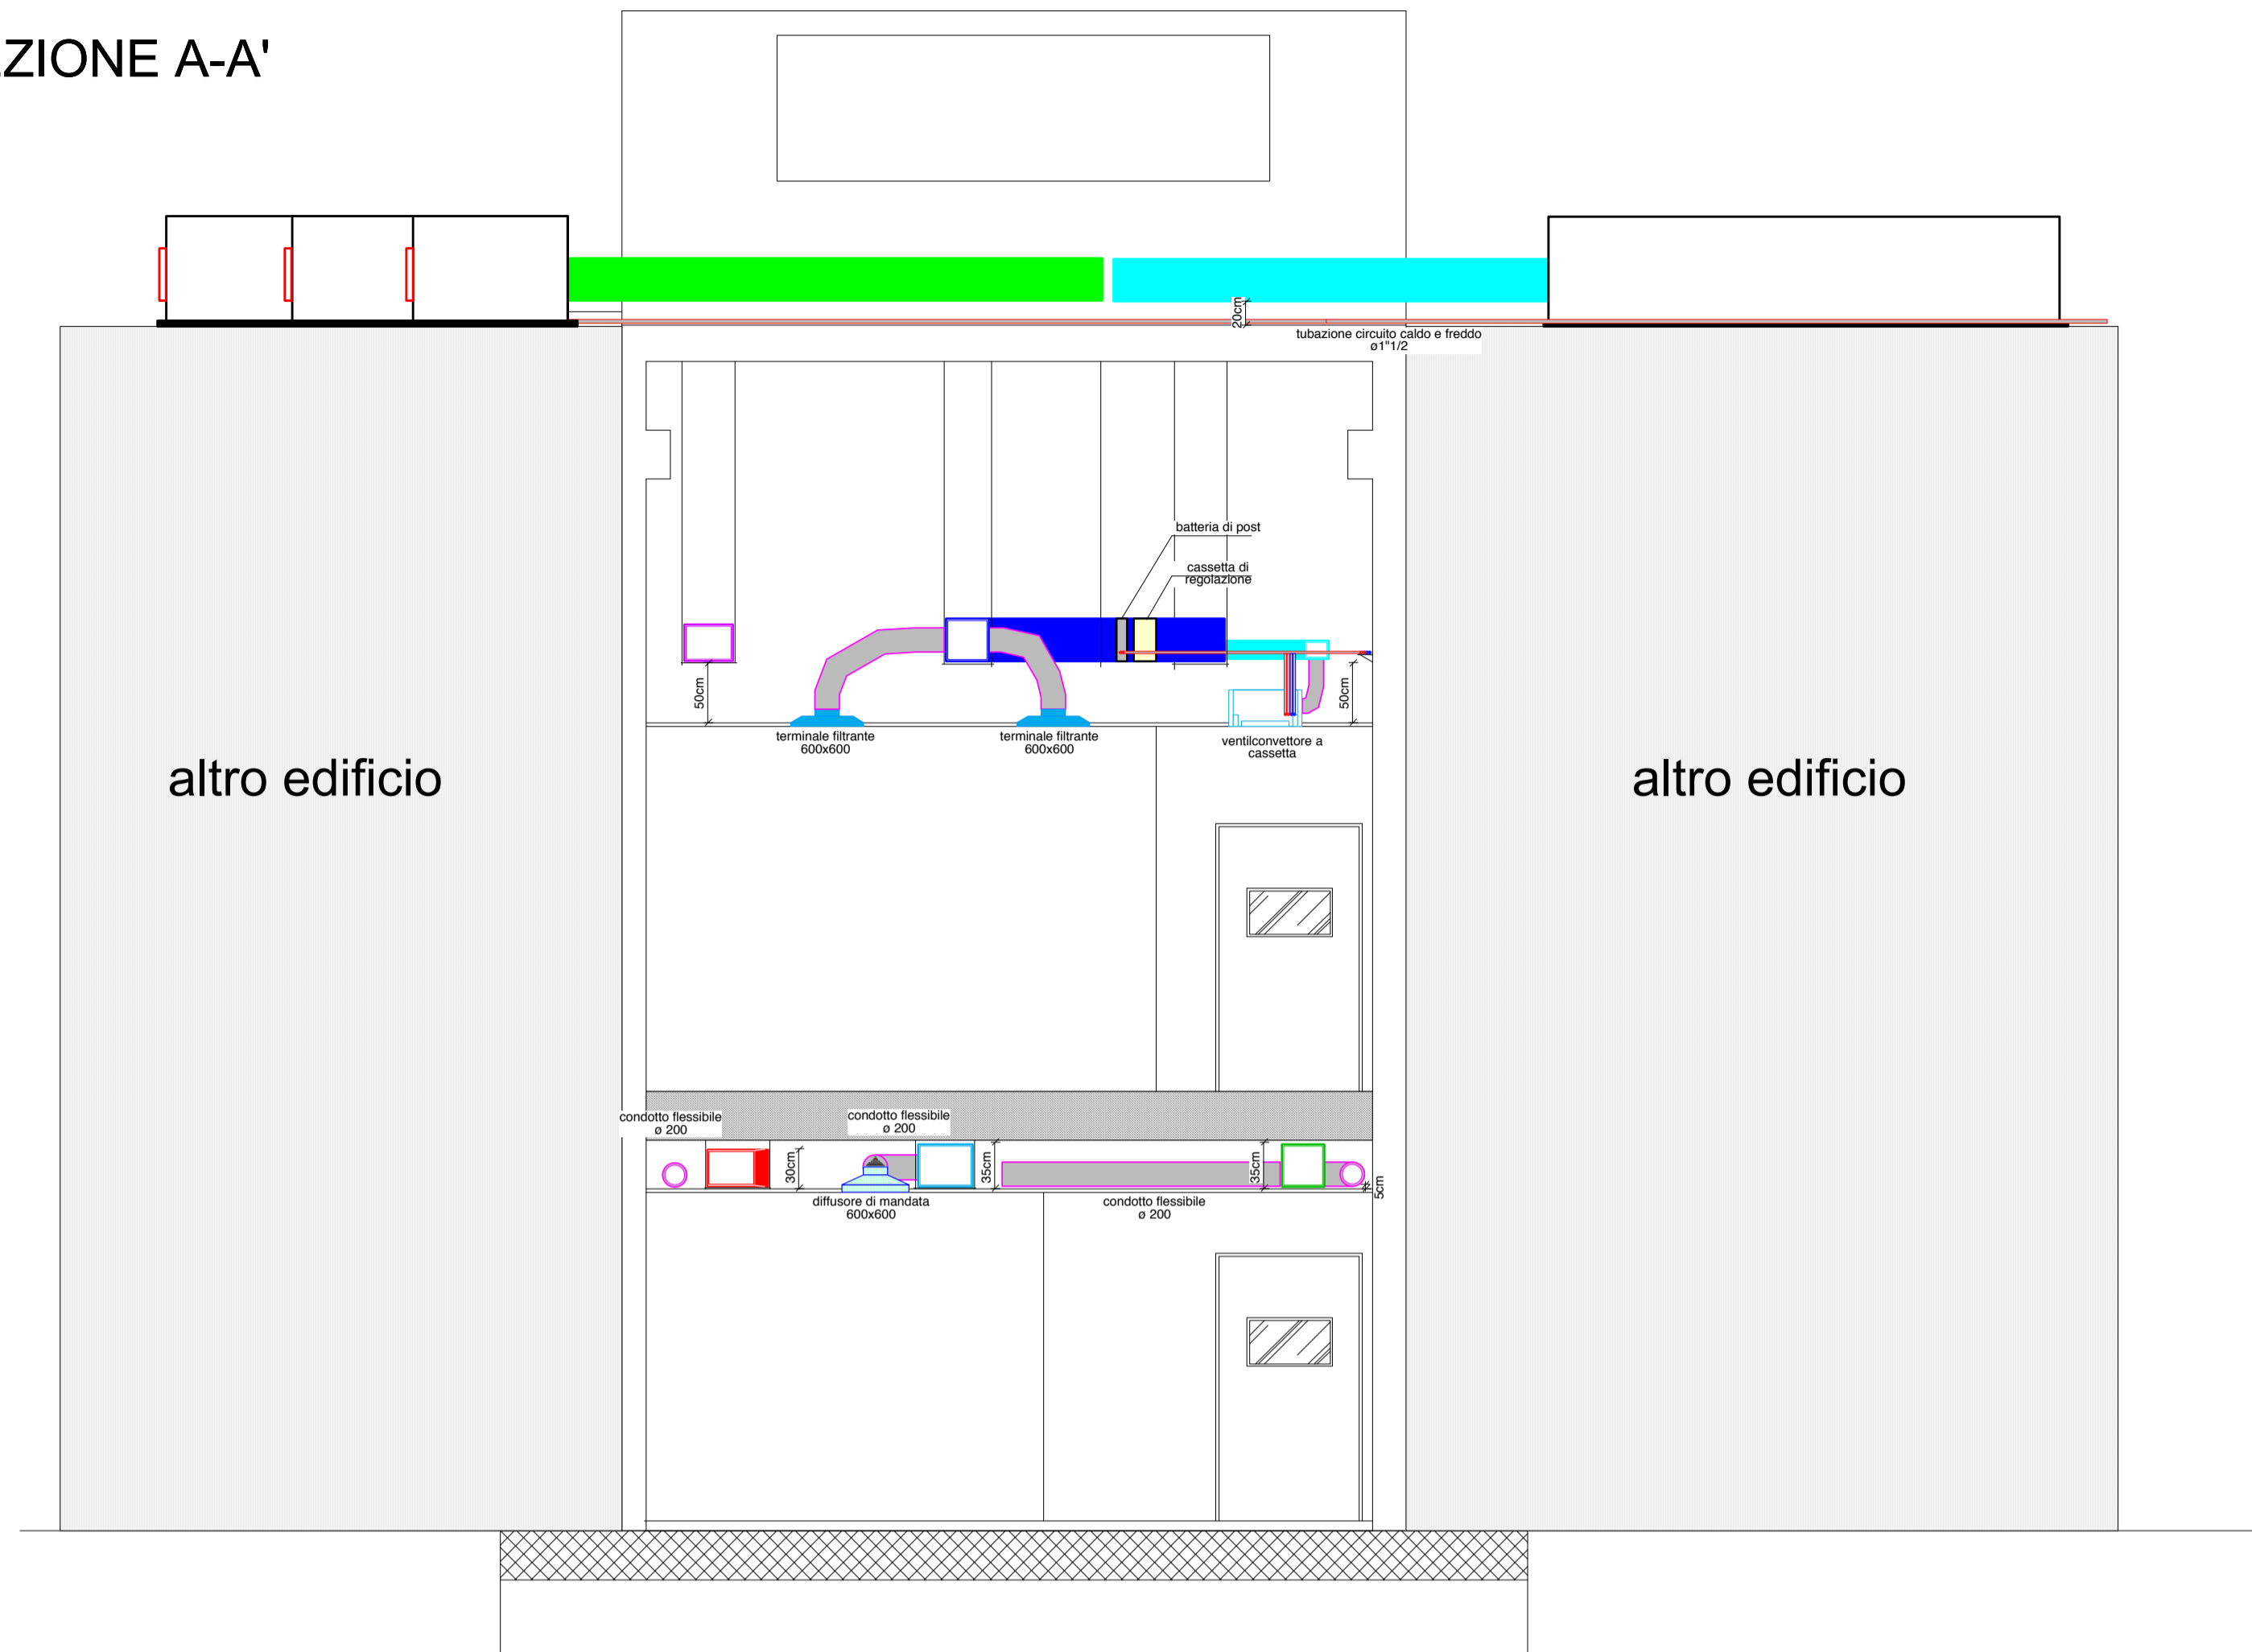 ZIONE A-A'
20cm
tubazione circuito caldo e freddo
ø1"1/2
batteria di post
cassetta di
regolazione
50cm
50cm
terminale filtrante
600x600
terminale filtrante
600x600
ventilconvettore a
cassetta
altro edificio
altro edificio
condotto flessibile
ø 200
condotto flessibile
ø 200
30cm
35cm
35cm
5cm
diffusore di mandata
600x600
condotto flessibile
ø 200